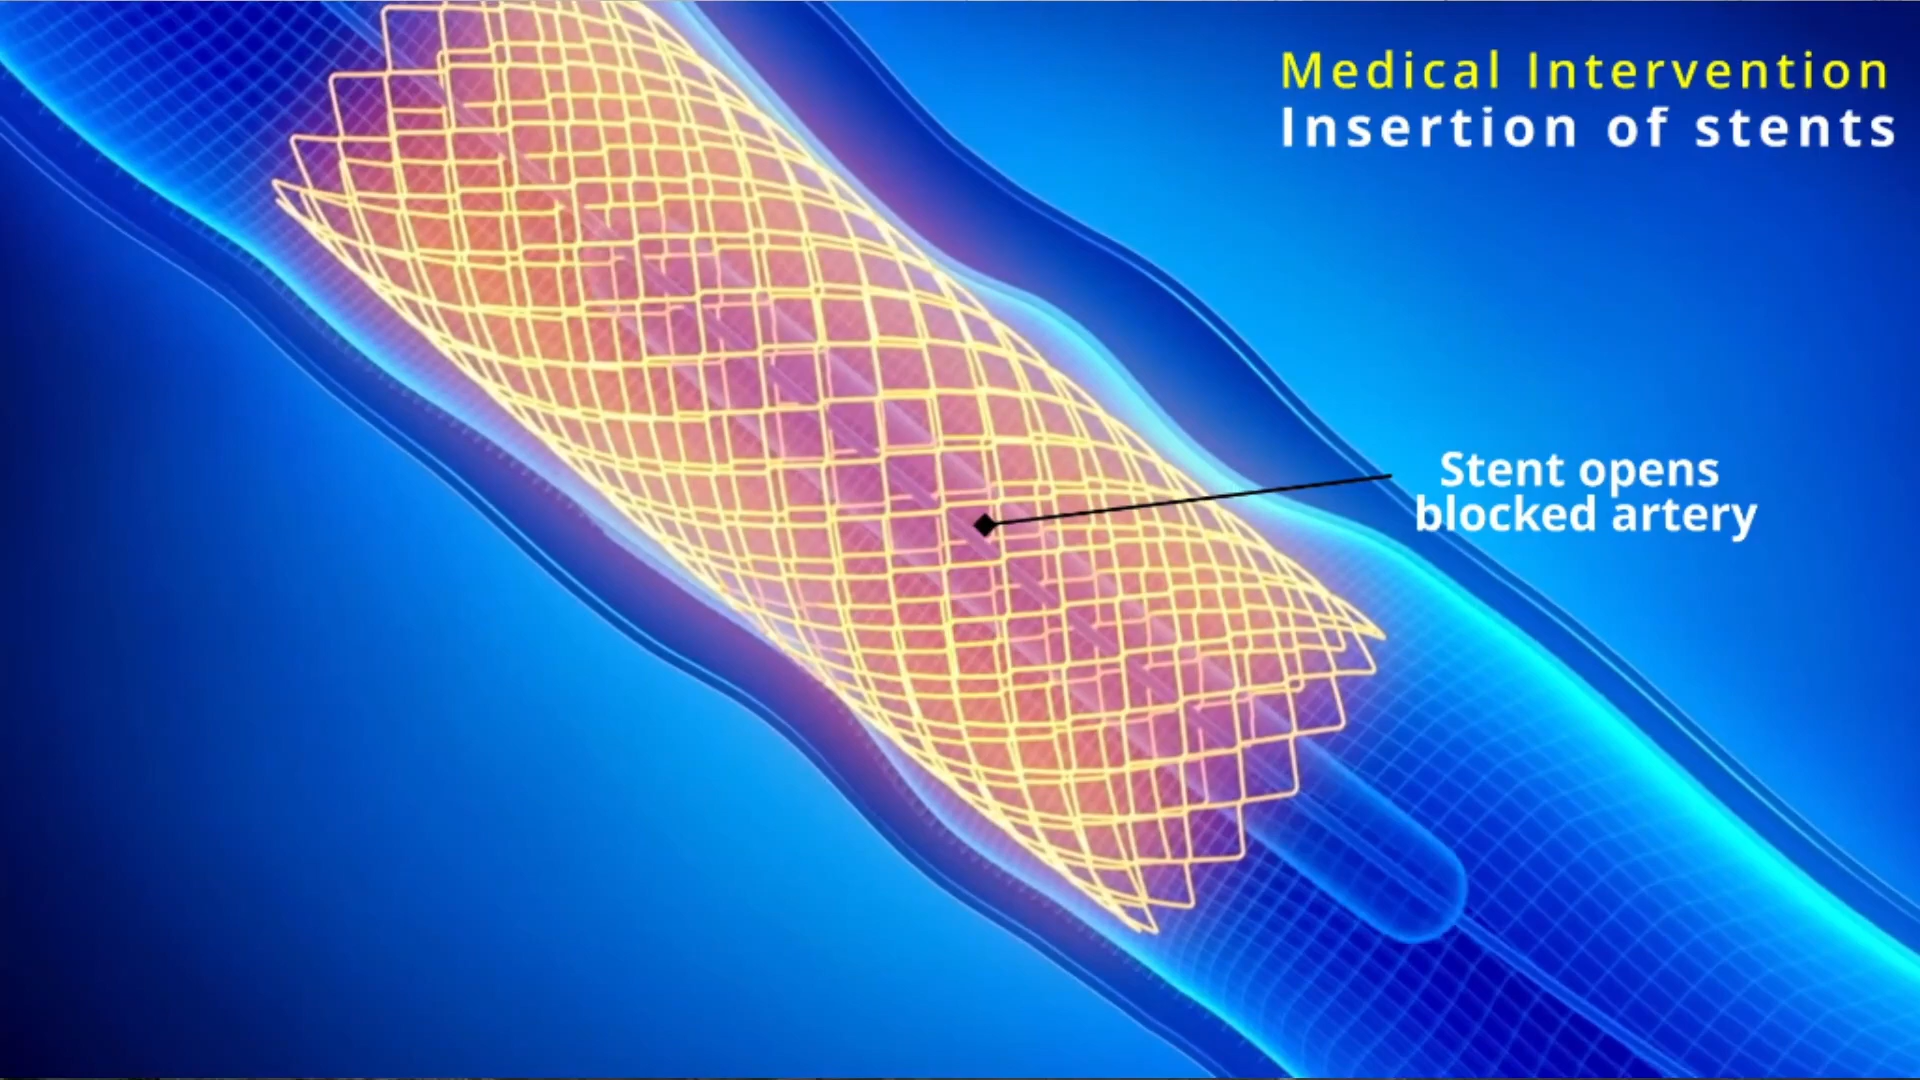 Medical Intervention
Insertion of stents
Stent opens
blocked artery